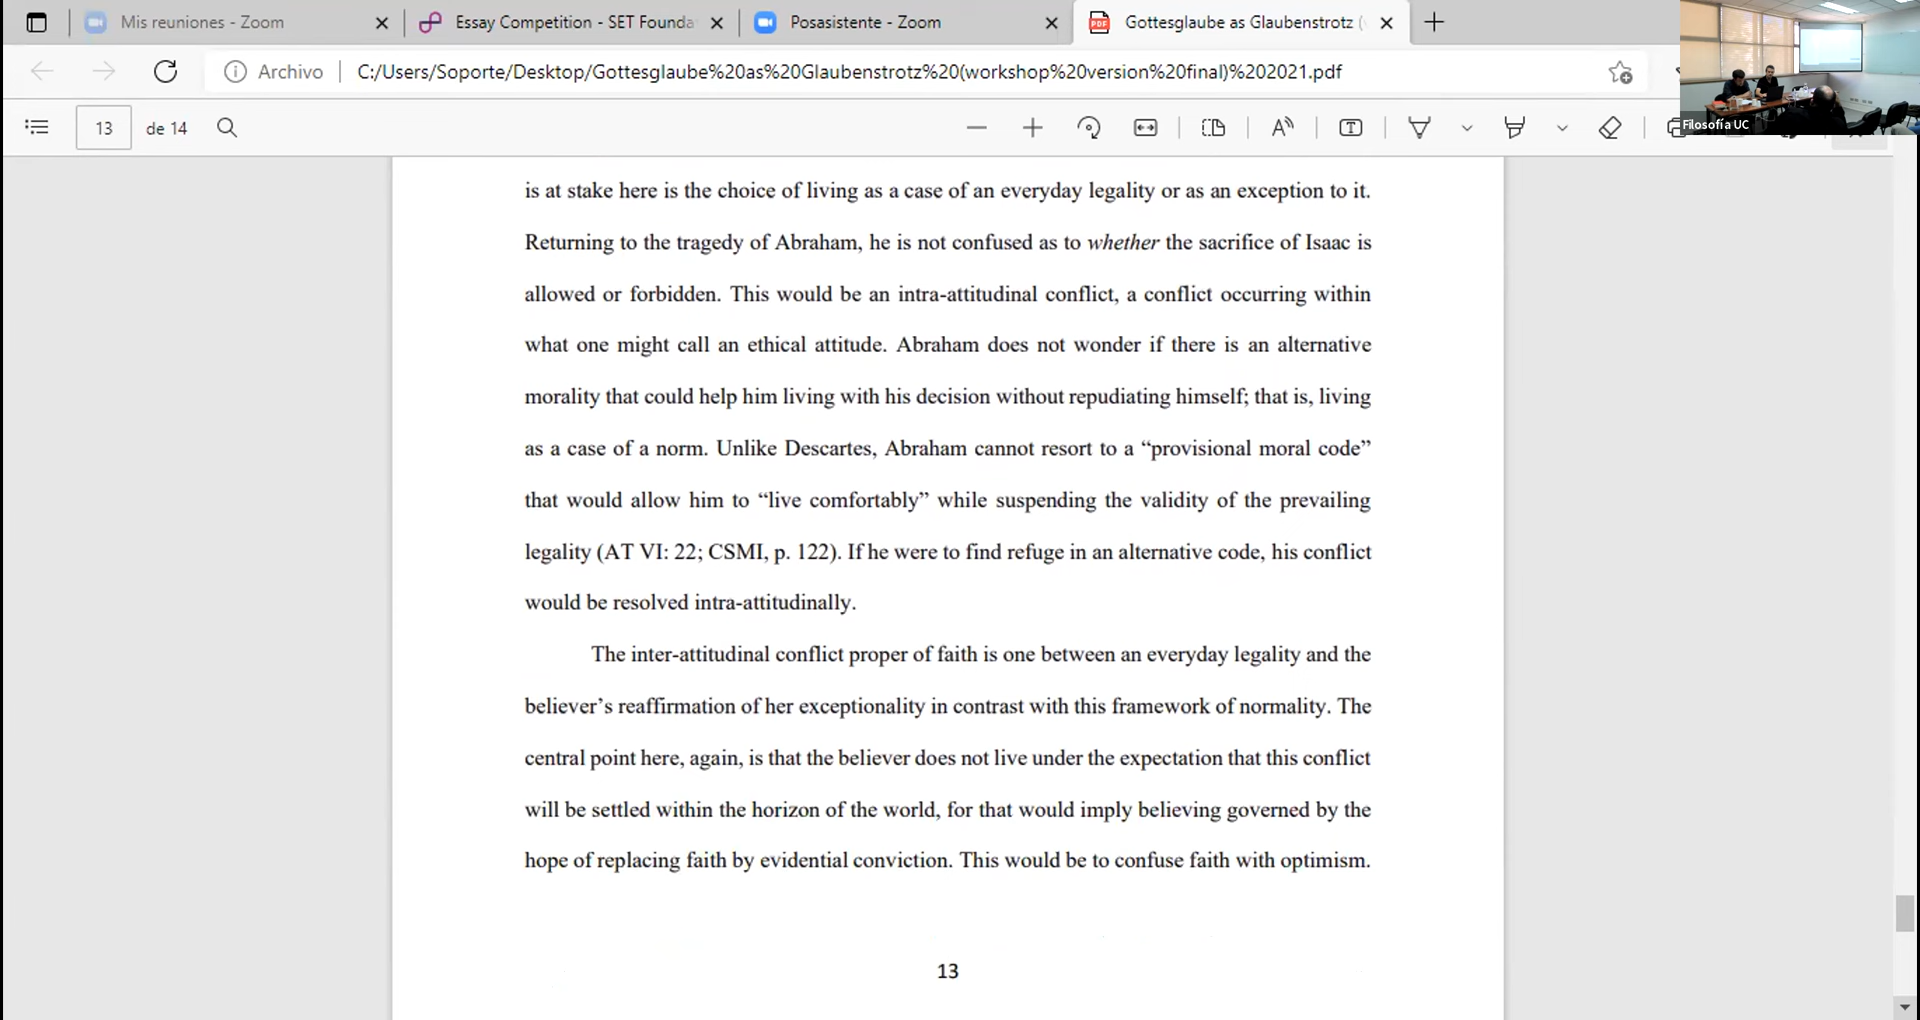 Mis reuniones - Zoom
Essay Competition - SET Founda
Posasistente - Zoom
Gottesglaube as Glaubenstrotz (
Archivo
C:/Users/Soporte/Desktop/Gottesglaube%20as%20Glaubenstrotz%20(workshop%20version%20final)%202021.pdf
13 de 14
Filosofía UC
is at stake here is the choice of living as a case of an everyday legality or as an exception to it.
Returning to the tragedy of Abraham, he is not confused as to whether the sacrifice of Isaac is
allowed or forbidden. This would be an intra-attitudinal conflict, a conflict occurring within
what one might call an ethical attitude. Abraham does not wonder if there is an alternative
morality that could help him living with his decision without repudiating himself; that is, living
as a case of a norm. Unlike Descartes, Abraham cannot resort to a “provisional moral code”
that would allow him to “live comfortably” while suspending the validity of the prevailing
legality (AT VI: 22; CSMI, p. 122). If he were to find refuge in an alternative code, his conflict
would be resolved intra-attitudinally.
The inter-attitudinal conflict proper of faith is one between an everyday legality and the
believer’s reaffirmation of her exceptionality in contrast with this framework of normality. The
central point here, again, is that the believer does not live under the expectation that this conflict
will be settled within the horizon of the world, for that would imply believing governed by the
hope of replacing faith by evidential conviction. This would be to confuse faith with optimism.
13